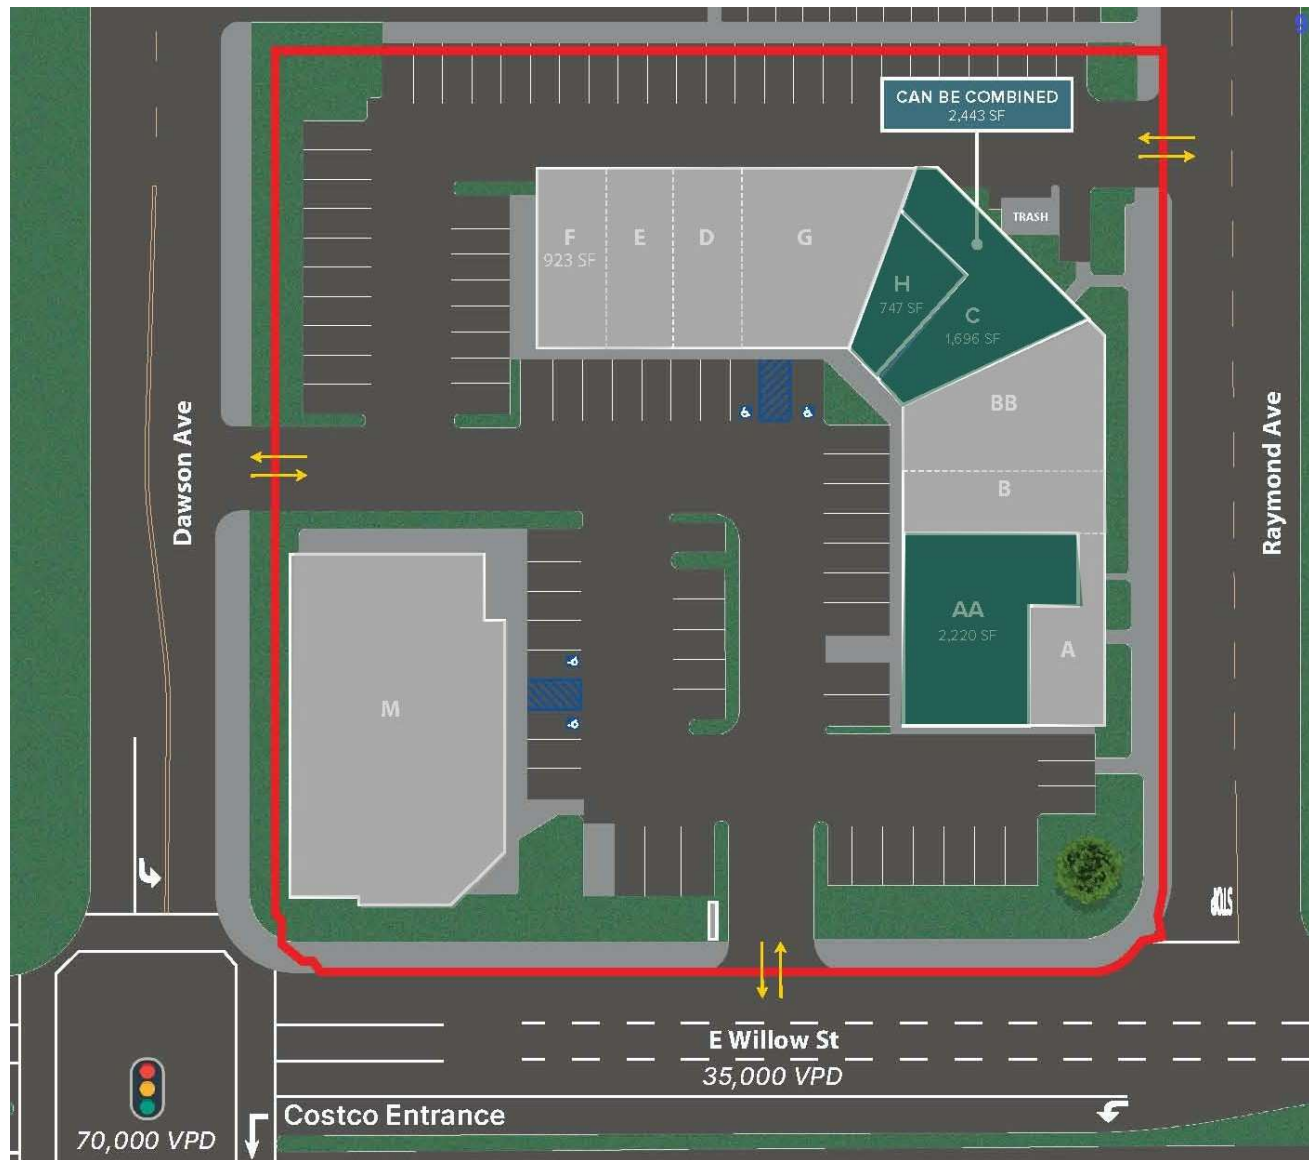 CAN BE COMBINED
2,443 SF
TRASH
F
923 SF
E
D
G
H
747 SF
C
1,696 SF
BB
B
AA
2,220 SF
A
M
Dawson Ave
Raymond Ave
STOP
E Willow St
35,000 VPD
Costco Entrance
70,000 VPD